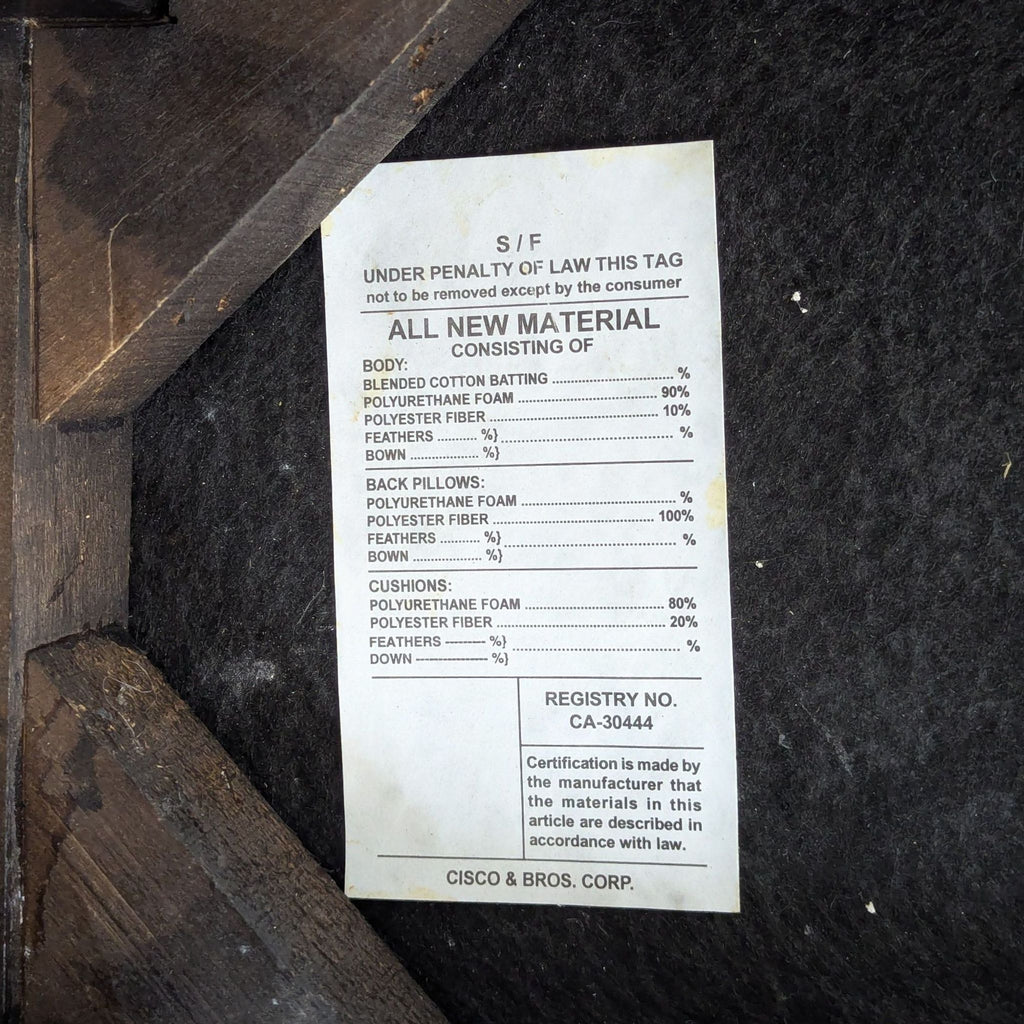 S / F
UNDER PENALTY OF LAW THIS TAG
not to be removed except by the consumer
ALL NEW MATERIAL
CONSISTING OF
BODY:
BLENDED COTTON BATTING .............................. %
POLYURETHANE FOAM .................................. 90%
POLYESTER FIBER .......................................... 10%
FEATHERS .......... %} ........................................... %
BOWN ................. %}
BACK PILLOWS:
POLYURETHANE FOAM ....................................... %
POLYESTER FIBER ........................................ 100%
FEATHERS .......... %} ........................................... %
BOWN ................. %}
CUSHIONS:
POLYURETHANE FOAM .................................. 80%
POLYESTER FIBER .......................................... 20%
FEATHERS --------- %} .......................................... %
DOWN ---------------- %}
REGISTRY NO.
CA-30444
Certification is made by
the manufacturer that
the materials in this
article are described in
accordance with law.
CISCO & BROS. CORP.